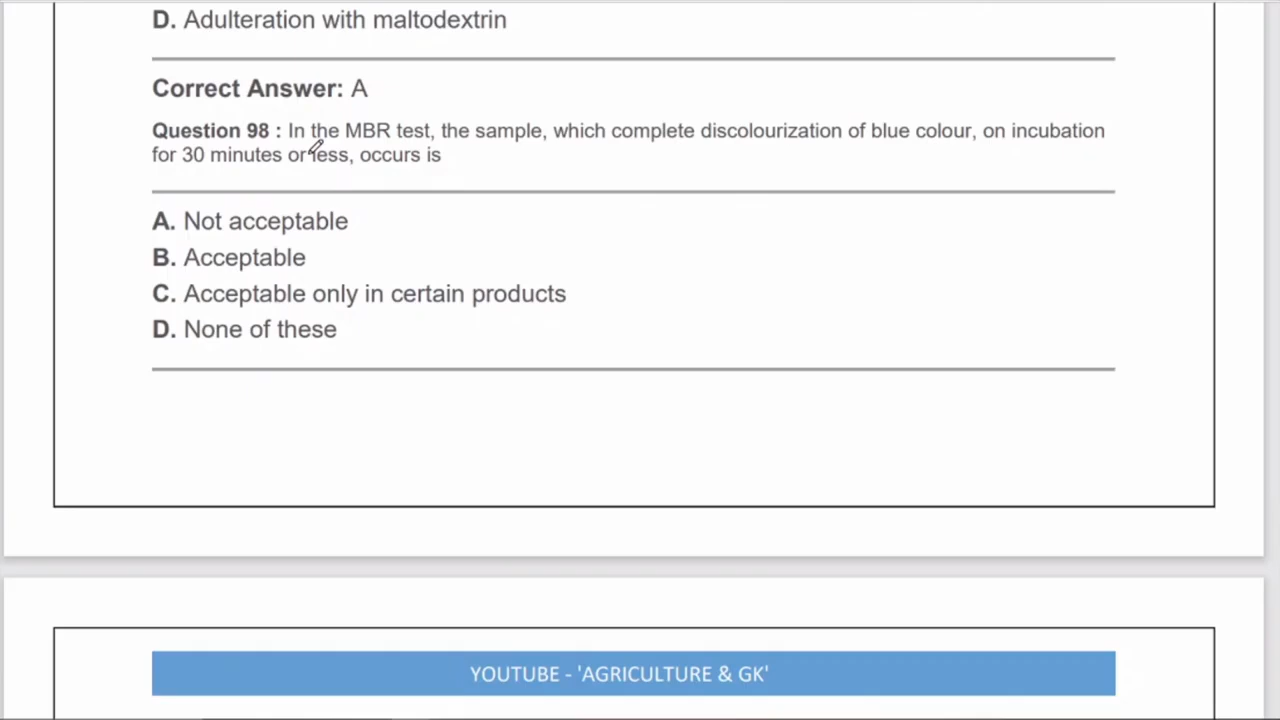 D. Adulteration with maltodextrin
Correct Answer: A
Question 98 : In the MBR test, the sample, which complete discolourization of blue colour, on incubation
for 30 minutes or less, occurs is
A. Not acceptable
B. Acceptable
C. Acceptable only in certain products
D. None of these
YOUTUBE - 'AGRICULTURE & GK'